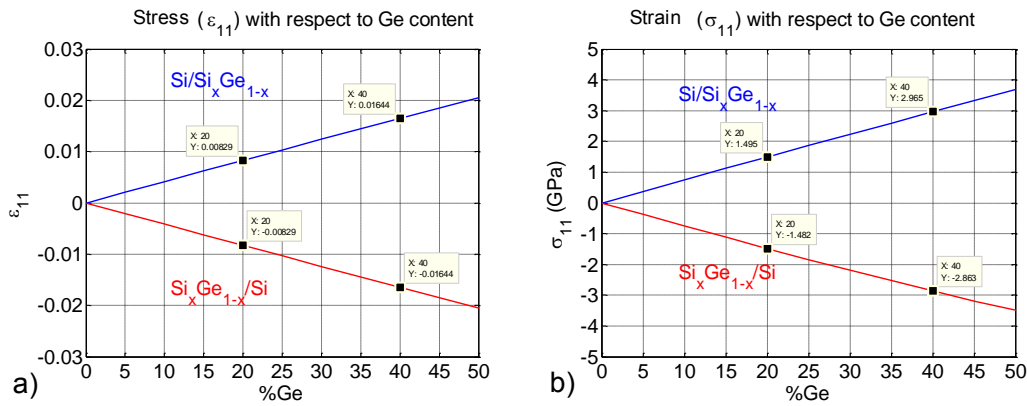 Stress (ε11) with respect to Ge content
0.03
0.02
0.01
0
-0.01
-0.02
-0.03
ε11
Si/SixGe1-x
X: 40
Y: 0.01644
X: 20
Y: 0.00829
X: 20
Y: -0.00829
X: 40
Y: -0.01644
SixGe1-x/Si
0 5 10 15 20 25 30 35 40 45 50
%Ge
a)
Strain (σ11) with respect to Ge content
5
4
3
2
1
0
-1
-2
-3
-4
-5
σ11 (GPa)
Si/SixGe1-x
X: 40
Y: 2.965
X: 20
Y: 1.495
X: 20
Y: -1.482
X: 40
Y: -2.863
SixGe1-x/Si
0 5 10 15 20 25 30 35 40 45 50
%Ge
b)